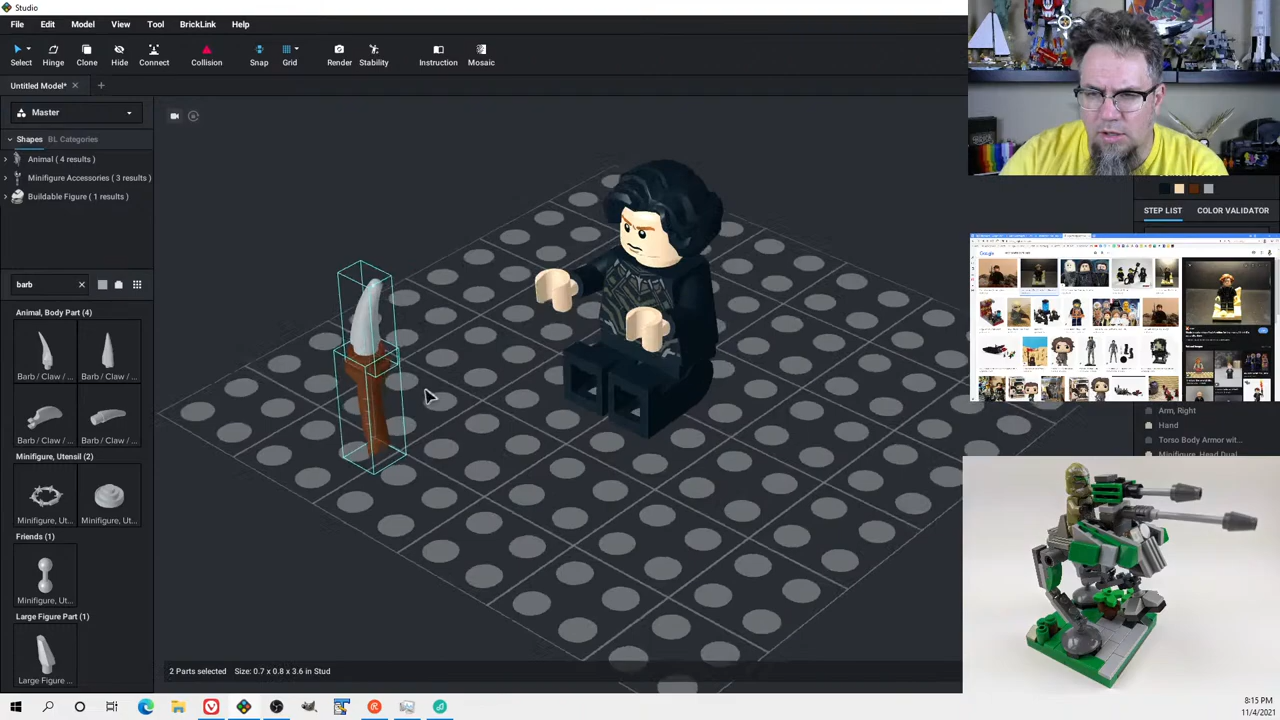 Studio
File Edit Model View Tool BrickLink Help
Select Hinge Clone Hide Connect Collision Snap Grid Render Stability Instruction Mosaic
Untitled Model*
Master
Shapes BL Categories
Animal ( 4 results )
Minifigure Accessories ( 3 results )
Buildable Figure ( 1 results )
barb
Animal, Body Part (4)
Barb / Claw /... Barb / Claw /...
Barb / Claw /... Barb / Claw /...
Minifigure, Utensil (2)
Minifigure, Ut... Minifigure, Ut...
Friends (1)
Minifigure, Ut...
Large Figure Part (1)
Large Figure ...
2 Parts selected Size: 0.7 x 0.8 x 3.6 in Stud
STEP LIST COLOR VALIDATOR
Google
Arm, Right
Hand
Torso Body Armor wit...
Minifigure, Head Dual
8:15 PM
11/4/2021